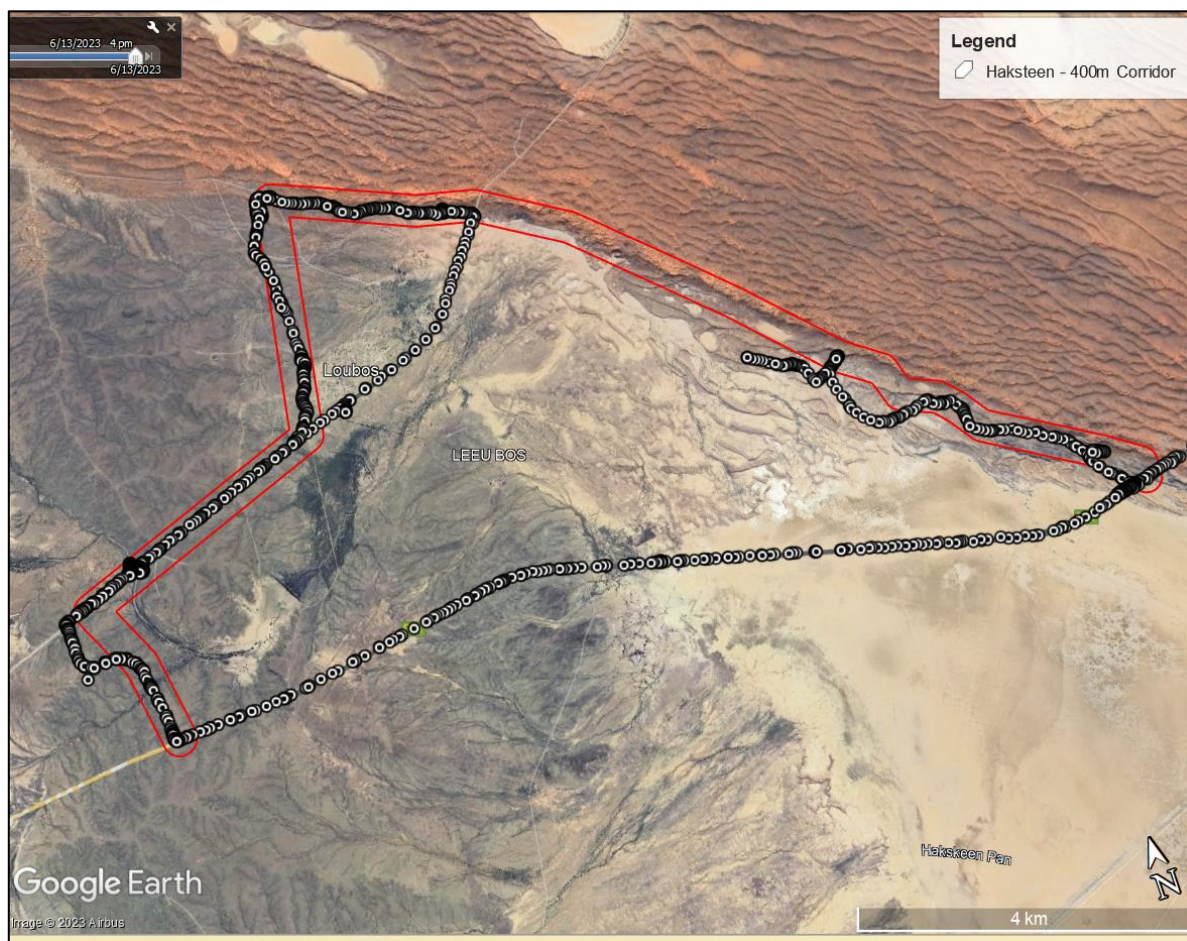 6/13/2023 4 pm
6/13/2023
Legend
Haksteen - 400m Corridor
Loubos
LEEU BOS
Hakskeen Pan
N
Google Earth
Image © 2023 Airbus
4 km